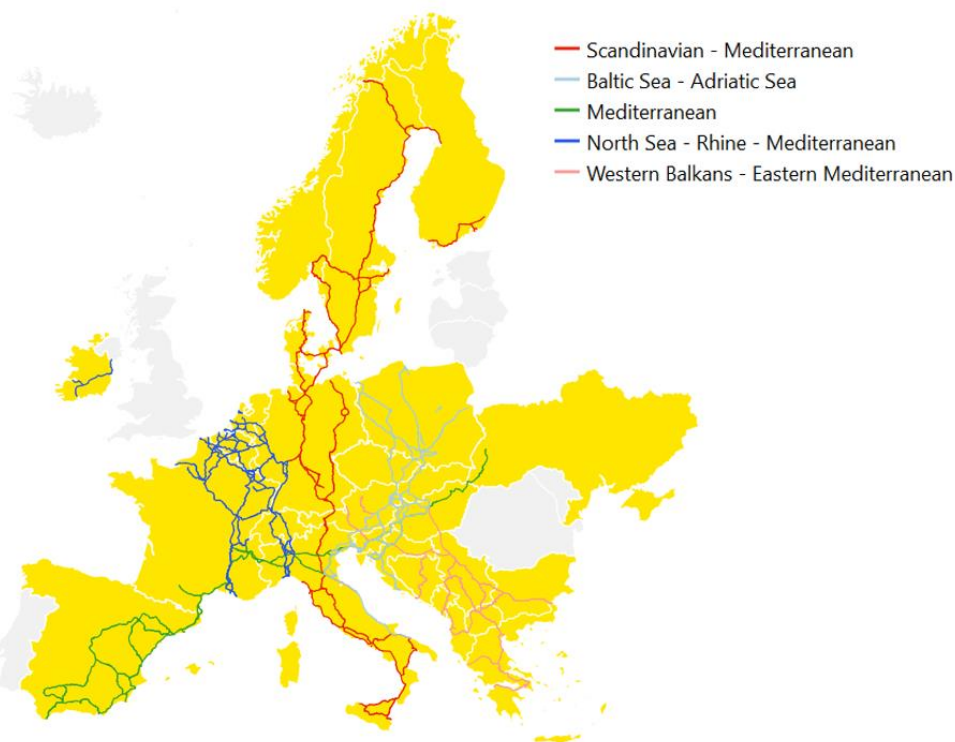 Scandinavian - Mediterranean
Baltic Sea - Adriatic Sea
Mediterranean
North Sea - Rhine - Mediterranean
Western Balkans - Eastern Mediterranean